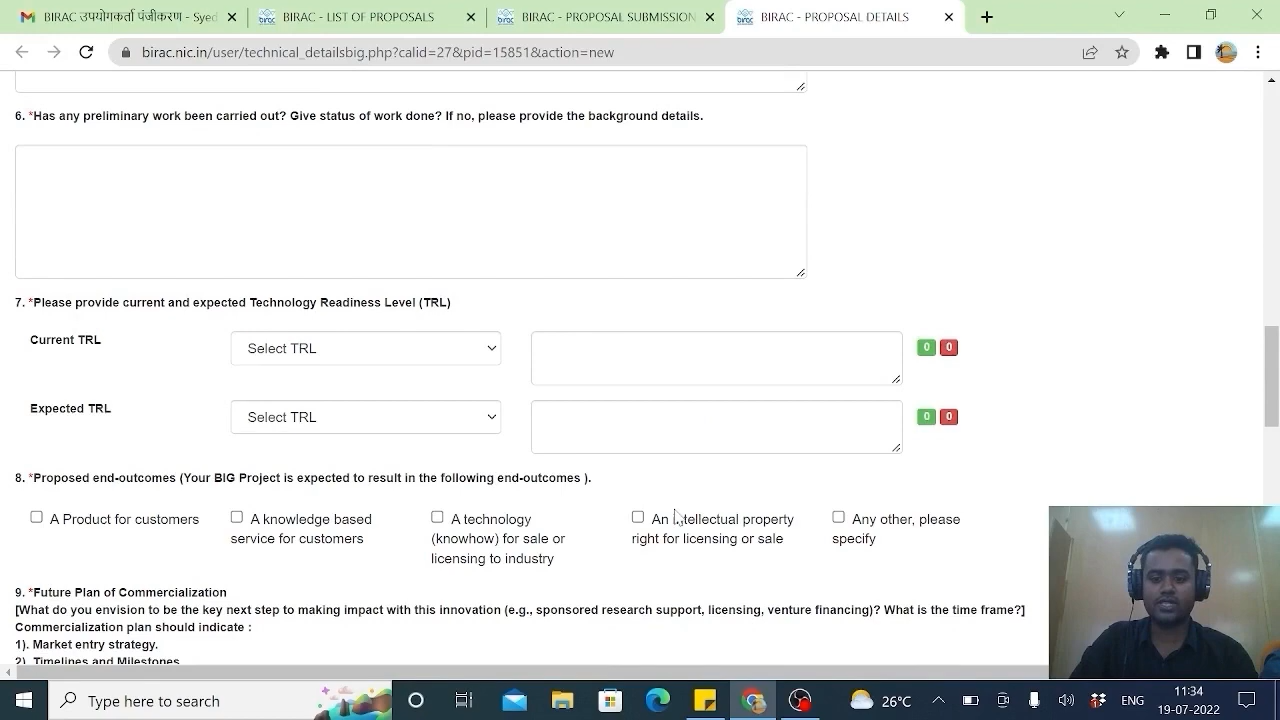 BIRAC उपयोगकर्ता पंजीकरण - Syed
BIRAC - LIST OF PROPOSALS
BIRAC - PROPOSAL SUBMISSION
BIRAC - PROPOSAL DETAILS
birac.nic.in/user/technical_detailsbig.php?calid=27&pid=15851&action=new
6. *Has any preliminary work been carried out? Give status of work done? If no, please provide the background details.
7. *Please provide current and expected Technology Readiness Level (TRL)
Current TRL
Select TRL
0 0
Expected TRL
Select TRL
0 0
8. *Proposed end-outcomes (Your BIG Project is expected to result in the following end-outcomes ).
A Product for customers
A knowledge based
service for customers
A technology
(knowhow) for sale or
licensing to industry
An intellectual property
right for licensing or sale
Any other, please
specify
9. *Future Plan of Commercialization
[What do you envision to be the key next step to making impact with this innovation (e.g., sponsored research support, licensing, venture financing)? What is the time frame?]
Commercialization plan should indicate :
1). Market entry strategy.
2). Timelines and Milestones
Type here to search
26°C
ENG
11:34
19-07-2022